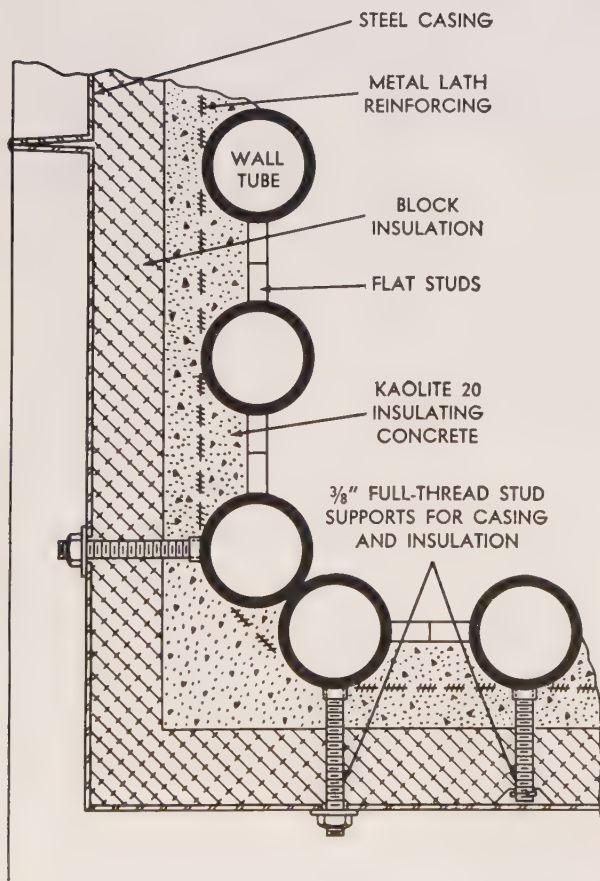 STEEL CASING
METAL LATH
REINFORCING
WALL
TUBE
BLOCK
INSULATION
FLAT STUDS
KAOLITE 20
INSULATING
CONCRETE
3/8" FULL-THREAD STUD
SUPPORTS FOR CASING
AND INSULATION